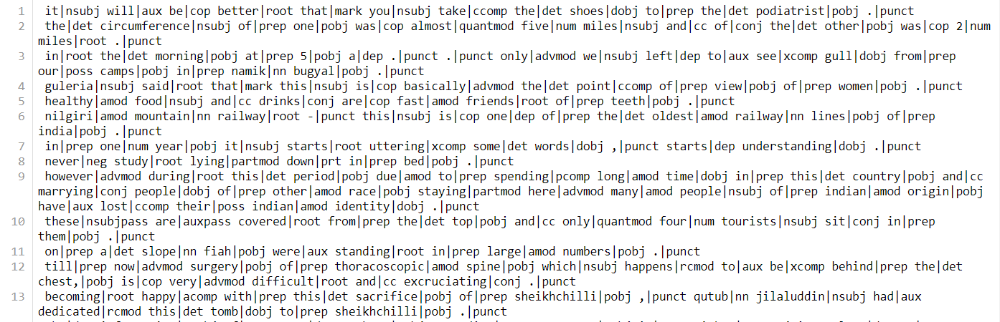 1 it|nsubj will|aux be|cop better|root that|mark you|nsubj take|ccomp the|det shoes|dobj to|prep the|det podiatrist|pobj .|punct
2 the|det circumference|nsubj of|prep one|pobj was|cop almost|quantmod five|num miles|nsubj and|cc of|conj the|det other|pobj was|cop 2|num
miles|root .|punct
3 in|root the|det morning|pobj at|prep 5|pobj a|dep .|punct .|punct only|advmod we|nsubj left|dep to|aux see|xcomp gull|dobj from|prep
our|poss camps|pobj in|prep namik|nn bugyal|pobj .|punct
4 guleria|nsubj said|root that|mark this|nsubj is|cop basically|advmod the|det point|ccomp of|prep view|pobj of|prep women|pobj .|punct
5 healthy|amod food|nsubj and|cc drinks|conj are|cop fast|amod friends|root of|prep teeth|pobj .|punct
6 nilgiri|amod mountain|nn railway|root -|punct this|nsubj is|cop one|dep of|prep the|det oldest|amod railway|nn lines|pobj of|prep
india|pobj .|punct
7 in|prep one|num year|pobj it|nsubj starts|root uttering|xcomp some|det words|dobj ,|punct starts|dep understanding|dobj .|punct
8 never|neg study|root lying|partmod down|prt in|prep bed|pobj .|punct
9 however|advmod during|root this|det period|pobj due|amod to|prep spending|pcomp long|amod time|dobj in|prep this|det country|pobj and|cc
marrying|conj people|dobj of|prep other|amod race|pobj staying|partmod here|advmod many|amod people|nsubj of|prep indian|amod origin|pobj
have|aux lost|ccomp their|poss indian|amod identity|dobj .|punct
10 these|nsubjpass are|auxpass covered|root from|prep the|det top|pobj and|cc only|quantmod four|num tourists|nsubj sit|conj in|prep
them|pobj .|punct
11 on|prep a|det slope|nn fiah|pobj were|aux standing|root in|prep large|amod numbers|pobj .|punct
12 till|prep now|advmod surgery|pobj of|prep thoracoscopic|amod spine|pobj which|nsubj happens|rcmod to|aux be|xcomp behind|prep the|det
chest,|pobj is|cop very|advmod difficult|root and|cc excruciating|conj .|punct
13 becoming|root happy|acomp with|prep this|det sacrifice|pobj of|prep sheikhchilli|pobj ,|punct qutub|nn jilaluddin|nsubj had|aux
dedicated|rcmod this|det tomb|dobj to|prep sheikhchilli|pobj .|punct